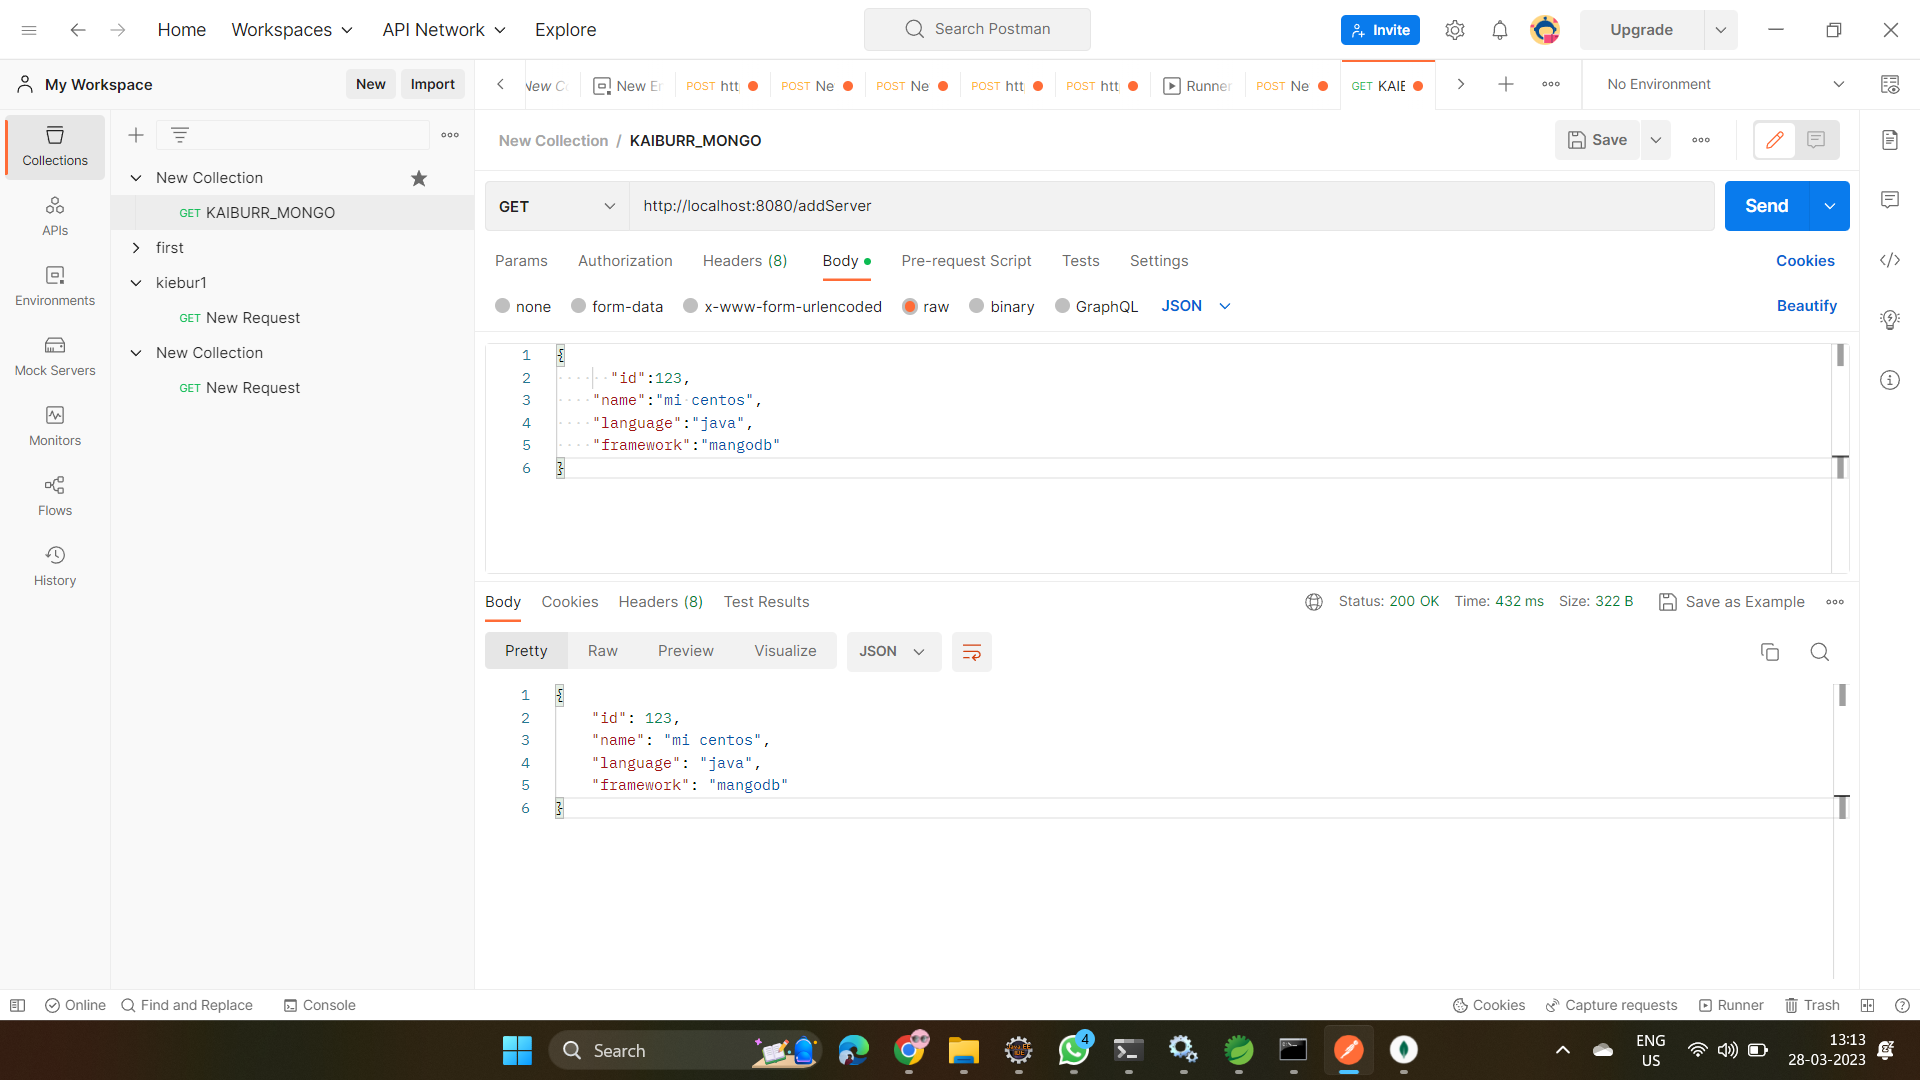 Home Workspaces API Network Explore Search Postman Invite Upgrade
My Workspace New Import New En POST htt POST Ne POST Ne POST htt POST htt Runner POST Ne GET KAIE No Environment
Collections
APIs
Environments
Mock Servers
Monitors
Flows
History
New Collection
GET KAIBURR_MONGO
first
kiebur1
GET New Request
New Collection
GET New Request
New Collection / KAIBURR_MONGO Save
GET http://localhost:8080/addServer Send
Params Authorization Headers (8) Body Pre-request Script Tests Settings Cookies
none form-data x-www-form-urlencoded raw binary GraphQL JSON Beautify
1 {
2 "id":123,
3 "name":"mi centos",
4 "language":"java",
5 "framework":"mangodb"
6 }
Body Cookies Headers (8) Test Results Status: 200 OK Time: 432 ms Size: 322 B Save as Example
Pretty Raw Preview Visualize JSON
1 {
2 "id": 123,
3 "name": "mi centos",
4 "language": "java",
5 "framework": "mangodb"
6 }
Online Find and Replace Console Cookies Capture requests Runner Trash
Search 4 ENG US 13:13 28-03-2023